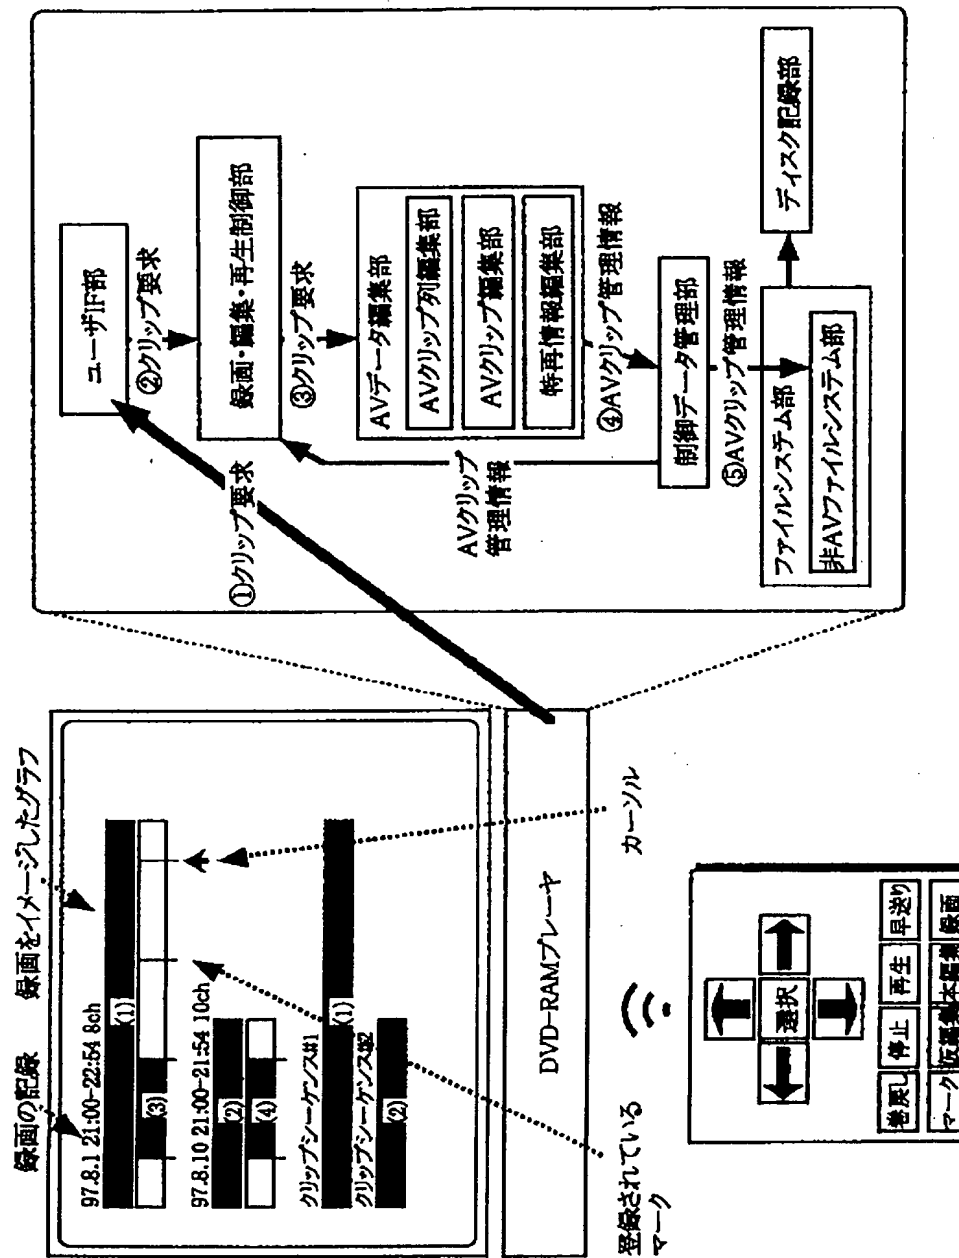 録画の記録
録画をイメージしたグラフ
97.8.1 21:00-22:54 8ch
(1)
(3)
97.8.10 21:00-21:54 10ch
(2)
(4)
クリップシーケンス#1
(1)
クリップシーケンス#2
(2)
DVD-RAMプレーヤ
登録されている
マーク
カーソル
選択
巻戻し
停止
再生
早送り
マーク
仮編集
本編集
録画
ユーザIF部
①クリップ要求
②クリップ要求
録画・編集・再生制御部
③クリップ要求
AVデータ編集部
AVクリップ列編集部
AVクリップ編集部
特再情報編集部
AVクリップ
管理情報
④AVクリップ管理情報
制御データ管理部
⑤AVクリップ管理情報
ファイルシステム部
非AVファイルシステム部
ディスク記録部